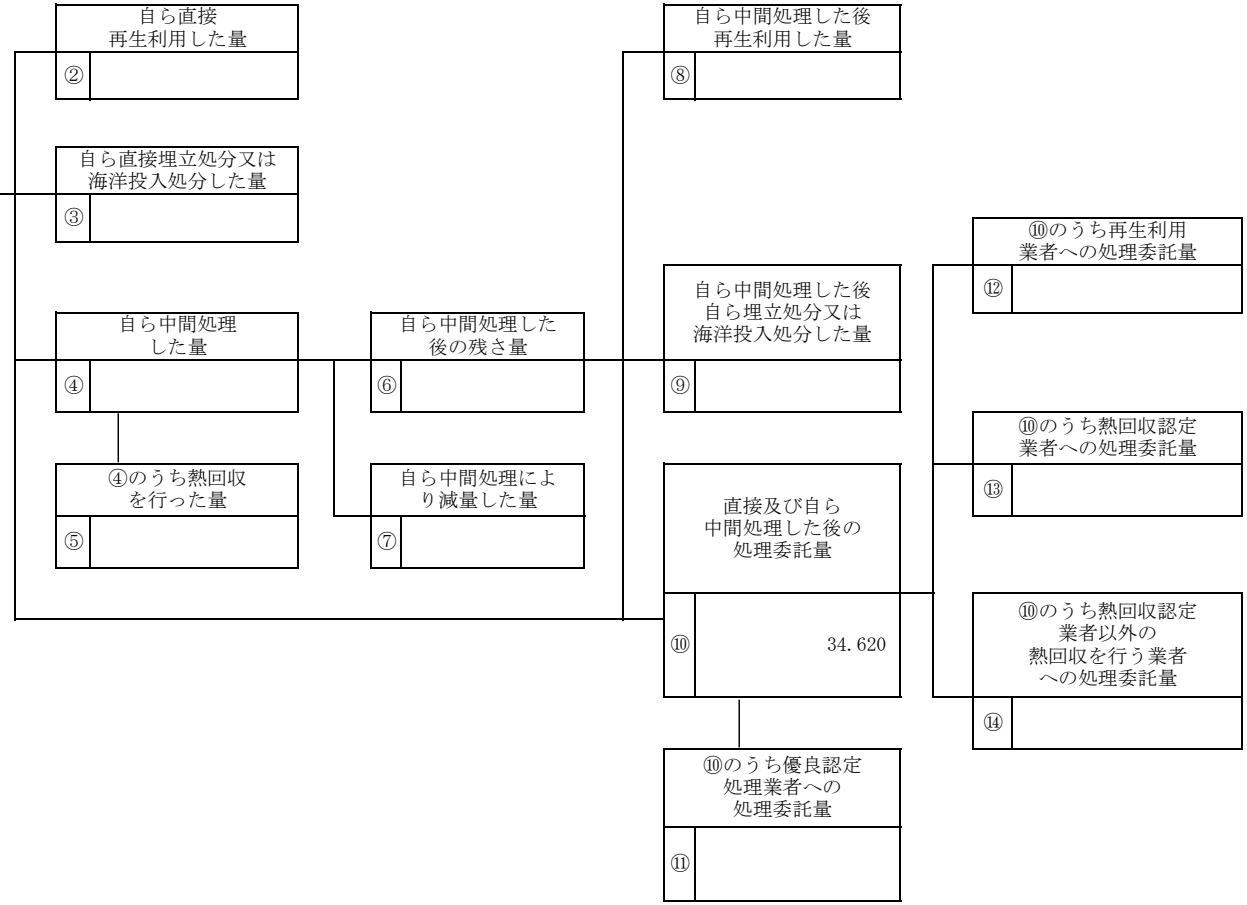 自ら直接
再生利用した量
②
自ら直接埋立処分又は
海洋投入処分した量
③
自ら中間処理
した量
④
④のうち熱回収
を行った量
⑤
自ら中間処理した
後の残さ量
⑥
自ら中間処理によ
り減量した量
⑦
自ら中間処理した後
再生利用した量
⑧
自ら中間処理した後
自ら埋立処分又は
海洋投入処分した量
⑨
直接及び自ら
中間処理した後の
処理委託量
⑩ 34.620
⑩のうち優良認定
処理業者への
処理委託量
⑪
⑩のうち再生利用
業者への処理委託量
⑫
⑩のうち熱回収認定
業者への処理委託量
⑬
⑩のうち熱回収認定
業者以外の
熱回収を行う業者
への処理委託量
⑭